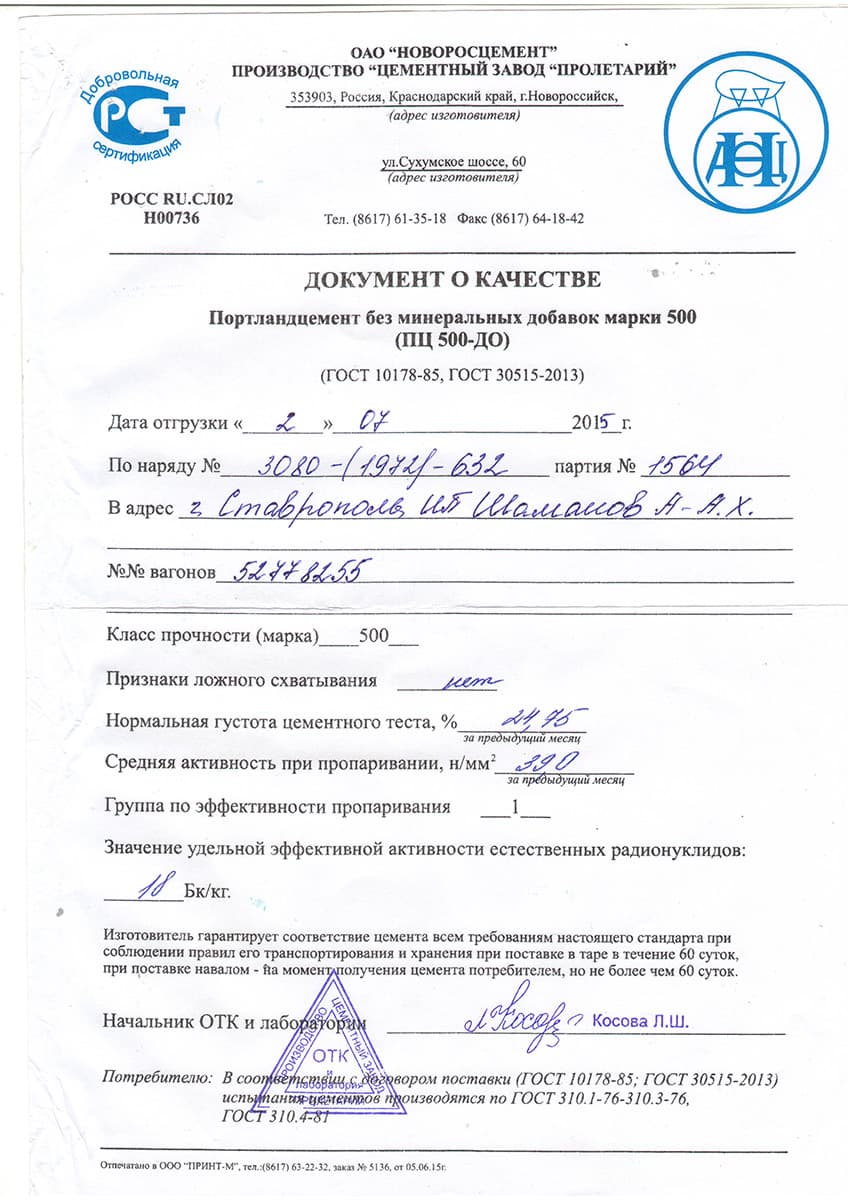 ОАО “НОВОРОСЦЕМЕНТ”
ПРОИЗВОДСТВО “ЦЕМЕНТНЫЙ ЗАВОД “ПРОЛЕТАРИЙ”
Добровольная
РСТ
сертификация
353903, Россия, Краснодарский край, г.Новороссийск,
(адрес изготовителя)
АНЦ
ул.Сухумское шоссе, 60
(адрес изготовителя)
РОСС RU.СЛ02
Н00736
Тел. (8617) 61-35-18 Факс (8617) 64-18-42
ДОКУМЕНТ О КАЧЕСТВЕ
Портландцемент без минеральных добавок марки 500
(ПЦ 500-ДО)
(ГОСТ 10178-85, ГОСТ 30515-2013)
Дата отгрузки « 2 » 07 2015 г.
По наряду № 3080-(1972)-632 партия № 1564
В адрес г. Ставрополь ИП Шаманов А-А.Х.
№№ вагонов 52778255
Класс прочности (марка) 500
Признаки ложного схватывания нет
Нормальная густота цементного теста, % 24,75
за предыдущий месяц
Средняя активность при пропаривании, н/мм² 390
за предыдущий месяц
Группа по эффективности пропаривания 1
Значение удельной эффективной активности естественных радионуклидов:
18 Бк/кг.
Изготовитель гарантирует соответствие цемента всем требованиям настоящего стандарта при
соблюдении правил его транспортирования и хранения при поставке в таре в течение 60 суток,
при поставке навалом - на момент получения цемента потребителем, но не более чем 60 суток.
Начальник ОТК и лаборатории Косова Косова Л.Ш.
ПРОИЗВОДСТВО
ЦЕМЕНТНЫЙ ЗАВОД
ОТК
и
лаборатория
Потребителю: В соответствии с договором поставки (ГОСТ 10178-85; ГОСТ 30515-2013)
испытания цементов производятся по ГОСТ 310.1-76-310.3-76,
ГОСТ 310.4-81
Отпечатано в ООО “ПРИНТ-М”, тел.:(8617) 63-22-32, заказ № 5136, от 05.06.15г.